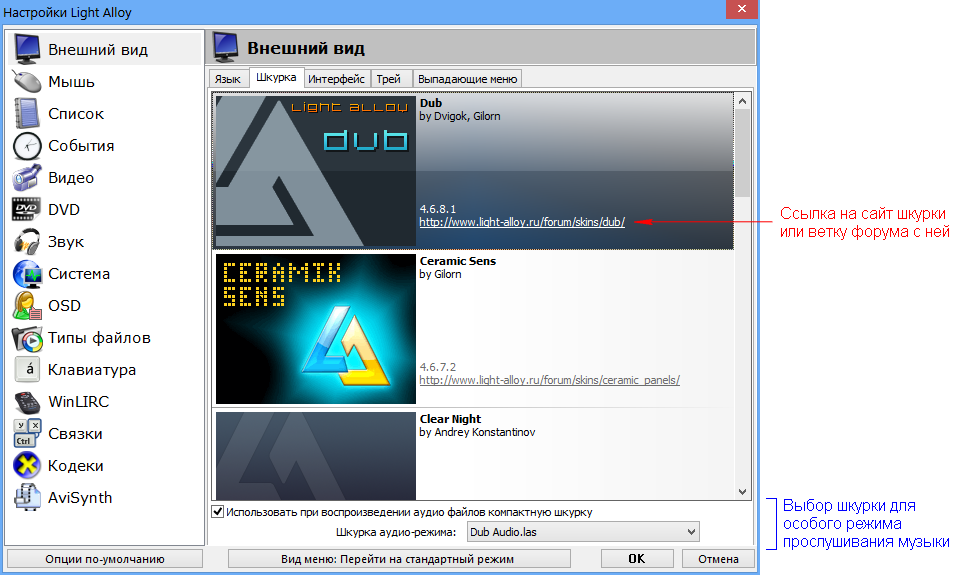 Настройки Light Alloy
Внешний вид
Мышь
Список
События
Видео
DVD
Звук
Система
OSD
Типы файлов
Клавиатура
WinLIRC
Связки
Кодеки
AviSynth
Внешний вид
Язык
Шкурка
Интерфейс
Трей
Выпадающие меню
Light Alloy
dub
Dub
by Dvigok, Gilorn
4.6.8.1
http://www.light-alloy.ru/forum/skins/dub/
CERAMIK
SENS
Ceramic Sens
by Gilorn
4.6.7.2
http://www.light-alloy.ru/forum/skins/ceramic_panels/
Clear Night
by Andrey Konstantinov
Использовать при воспроизведении аудио файлов компактную шкурку
Шкурка аудио-режима:
Dub Audio.las
Опции по-умолчанию
Вид меню: Перейти на стандартный режим
OK
Отмена
Ссылка на сайт шкурки
или ветку форума с ней
Выбор шкурки для
особого режима
прослушивания музыки
á
DVD
Y
X
Ctrl